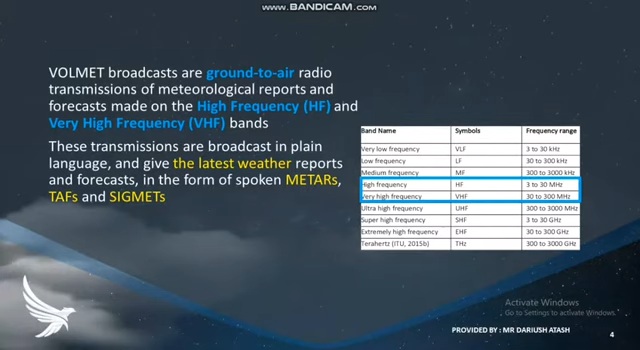 www.BANDICAM.com
VOLMET broadcasts are ground-to-air radio
transmissions of meteorological reports and
forecasts made on the High Frequency (HF) and
Very High Frequency (VHF) bands
These transmissions are broadcast in plain
language, and give the latest weather reports
and forecasts, in the form of spoken METARs,
TAFs and SIGMETs
Band Name Symbols Frequency range
Very low frequency VLF 3 to 30 kHz
Low frequency LF 30 to 300 kHz
Medium frequency MF 300 to 3000 kHz
High frequency HF 3 to 30 MHz
Very high frequency VHF 30 to 300 MHz
Ultra high frequency UHF 300 to 3000 MHz
Super high frequency SHF 3 to 30 GHz
Extremely high frequency EHF 30 to 300 GHz
Terahertz (ITU, 2015b) THz 300 to 3000 GHz
Activate Windows
Go to Settings to activate Windows.
PROVIDED BY : MR DARIUSH ATASH
4